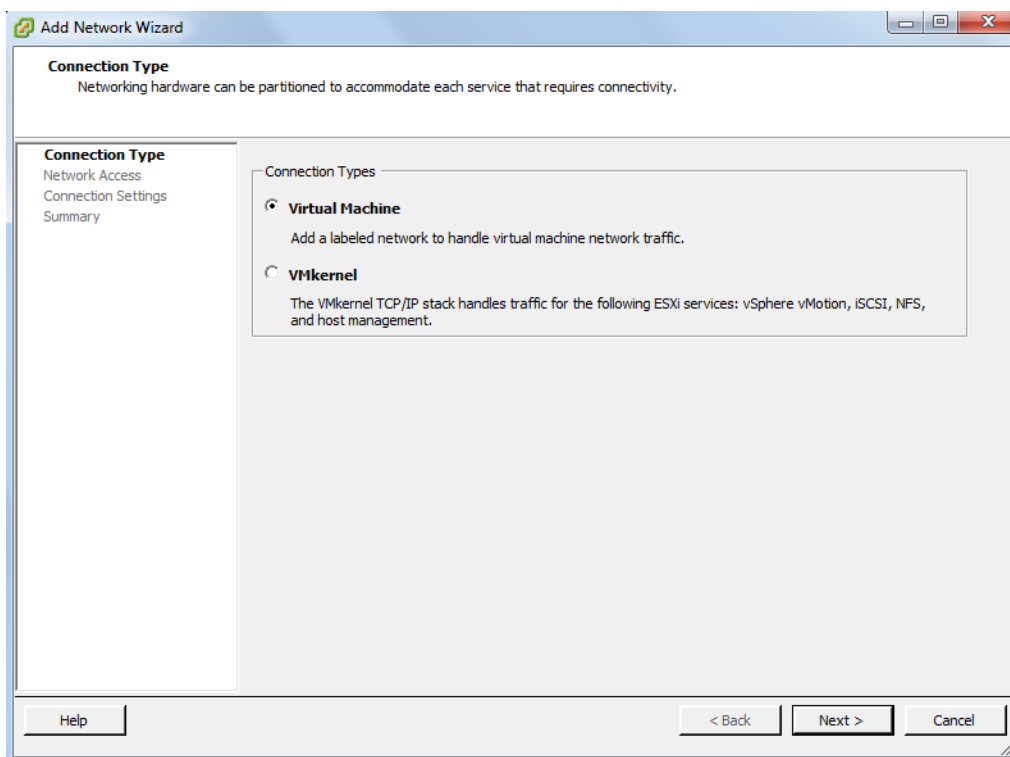 Add Network Wizard
Connection Type
Networking hardware can be partitioned to accommodate each service that requires connectivity.
Connection Type
Network Access
Connection Settings
Summary
Connection Types
Virtual Machine
Add a labeled network to handle virtual machine network traffic.
VMkernel
The VMkernel TCP/IP stack handles traffic for the following ESXi services: vSphere vMotion, iSCSI, NFS,
and host management.
Help
< Back
Next >
Cancel